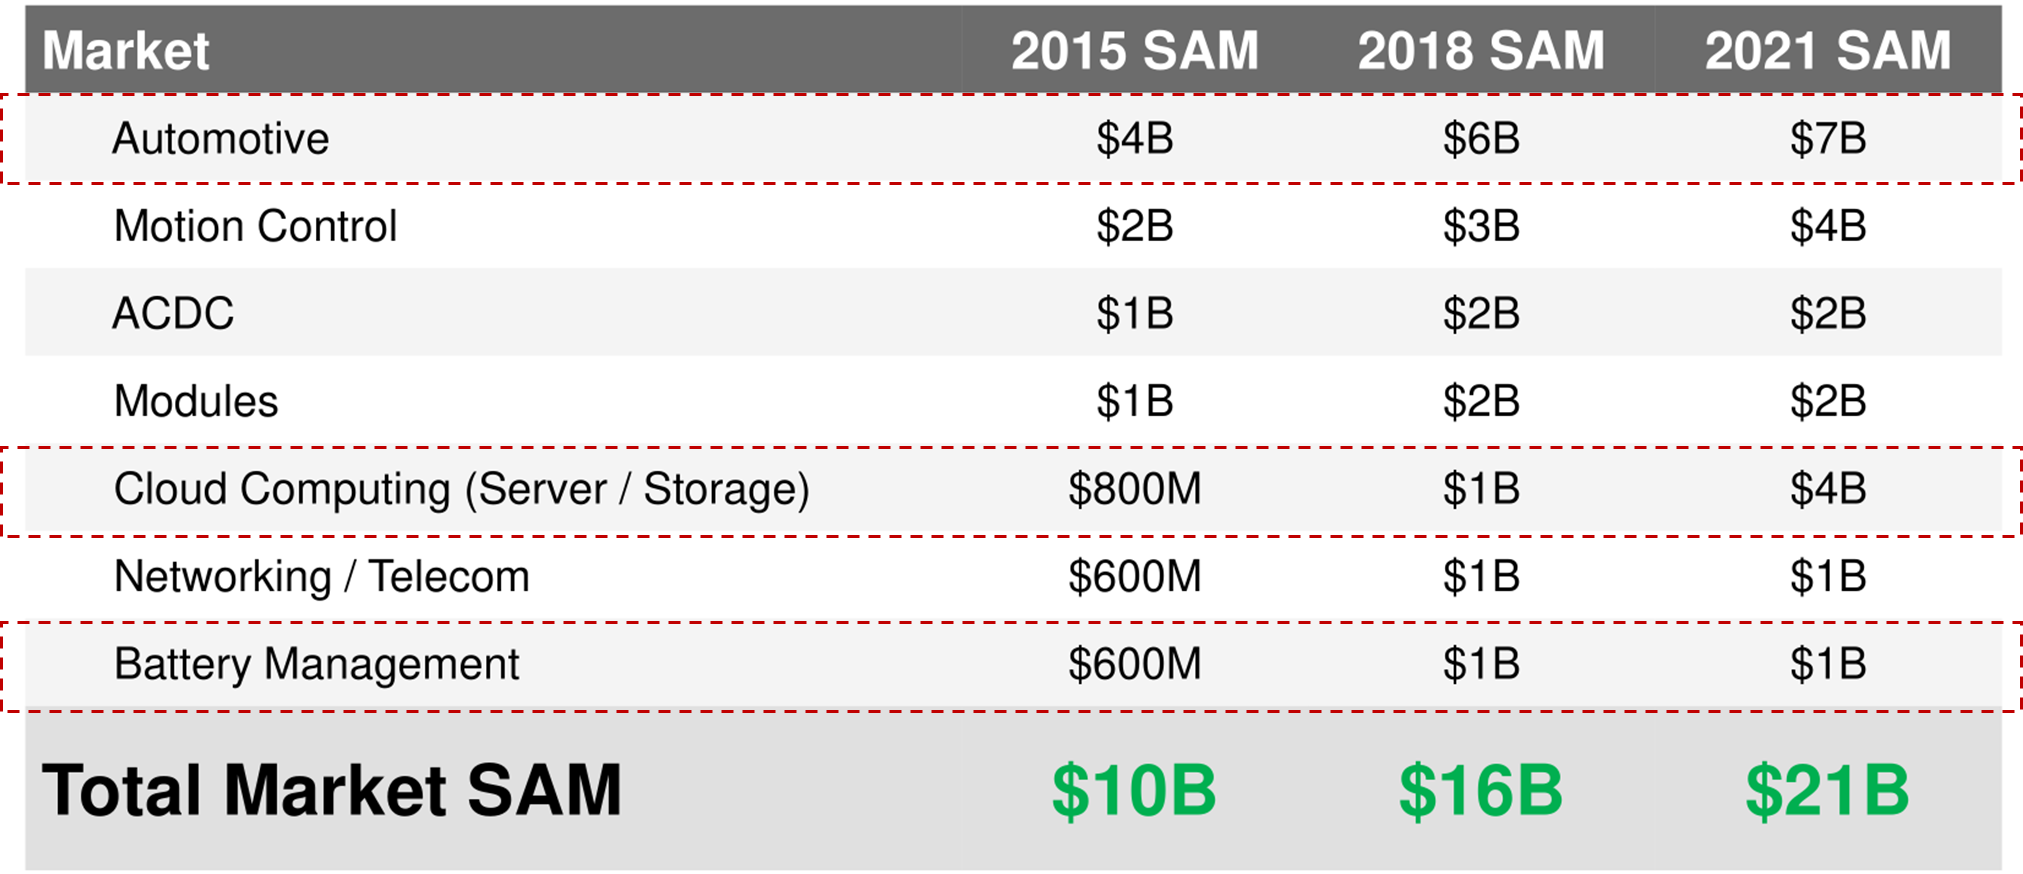 Market 2015 SAM 2018 SAM 2021 SAM
Automotive $4B $6B $7B
Motion Control $2B $3B $4B
ACDC $1B $2B $2B
Modules $1B $2B $2B
Cloud Computing (Server / Storage) $800M $1B $4B
Networking / Telecom $600M $1B $1B
Battery Management $600M $1B $1B
Total Market SAM $10B $16B $21B